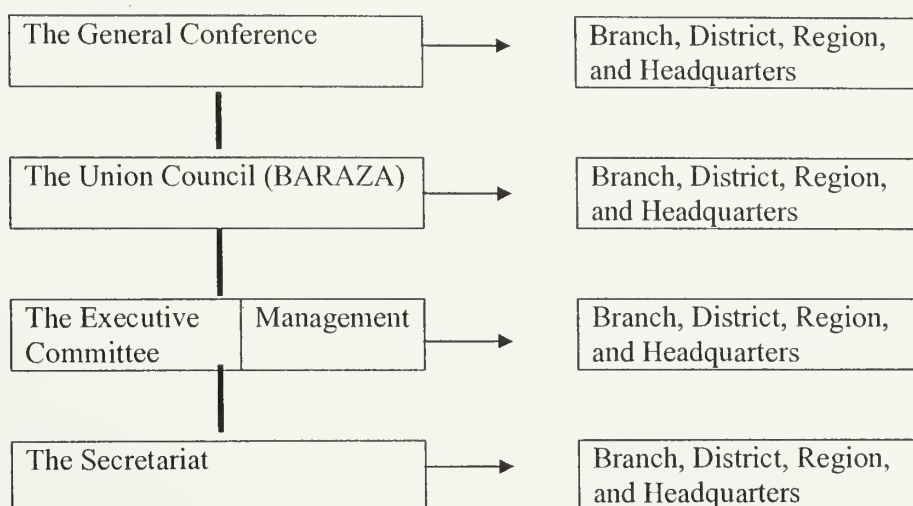 The General Conference
Branch, District, Region,
and Headquarters
The Union Council (BARAZA)
Branch, District, Region,
and Headquarters
The Executive
Committee
Management
Branch, District, Region,
and Headquarters
The Secretariat
Branch, District, Region,
and Headquarters